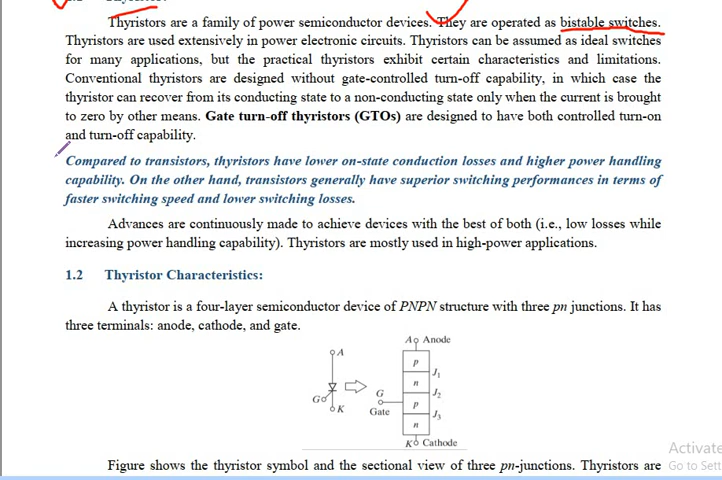 Thyristors are a family of power semiconductor devices. They are operated as bistable switches.
Thyristors are used extensively in power electronic circuits. Thyristors can be assumed as ideal switches
for many applications, but the practical thyristors exhibit certain characteristics and limitations.
Conventional thyristors are designed without gate-controlled turn-off capability, in which case the
thyristor can recover from its conducting state to a non-conducting state only when the current is brought
to zero by other means. Gate turn-off thyristors (GTOs) are designed to have both controlled turn-on
and turn-off capability.
Compared to transistors, thyristors have lower on-state conduction losses and higher power handling
capability. On the other hand, transistors generally have superior switching performances in terms of
faster switching speed and lower switching losses.
Advances are continuously made to achieve devices with the best of both (i.e., low losses while
increasing power handling capability). Thyristors are mostly used in high-power applications.
1.2 Thyristor Characteristics:
A thyristor is a four-layer semiconductor device of PNPN structure with three pn junctions. It has
three terminals: anode, cathode, and gate.
A Anode
A
p
J1
n
G
J2
G
K
Gate
p
J3
n
K Cathode
Activate
Figure shows the thyristor symbol and the sectional view of three pn-junctions. Thyristors are
Go to Sett